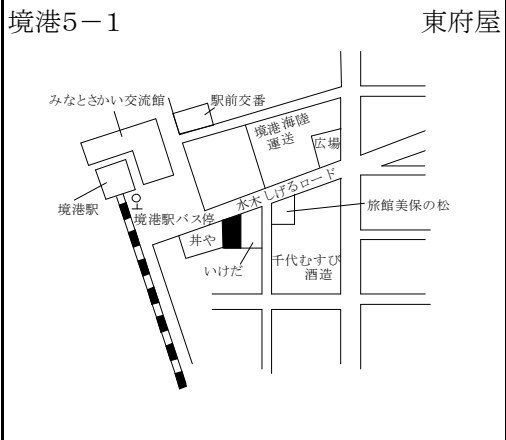 境港5-1
東府屋
みなとさかい交流館
駅前交番
境港海陸
運送
広場
水木しげるロード
境港駅
境港駅バス停
旅館美保の松
井や
いけだ
千代むすび
酒造